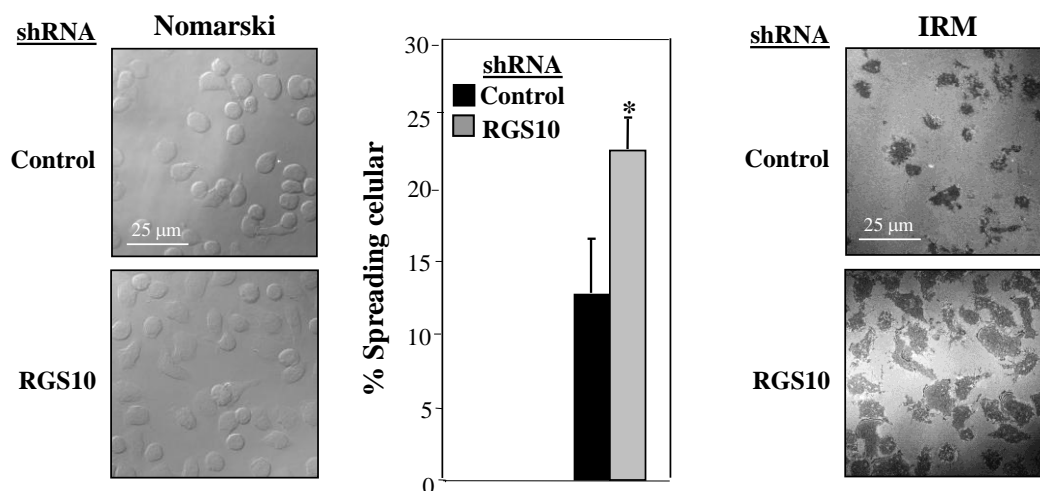 shRNA
Nomarski
Control
25 μm
RGS10
% Spreading celular
30
25
20
15
10
5
0
shRNA
Control
RGS10
*
shRNA
IRM
Control
25 μm
RGS10